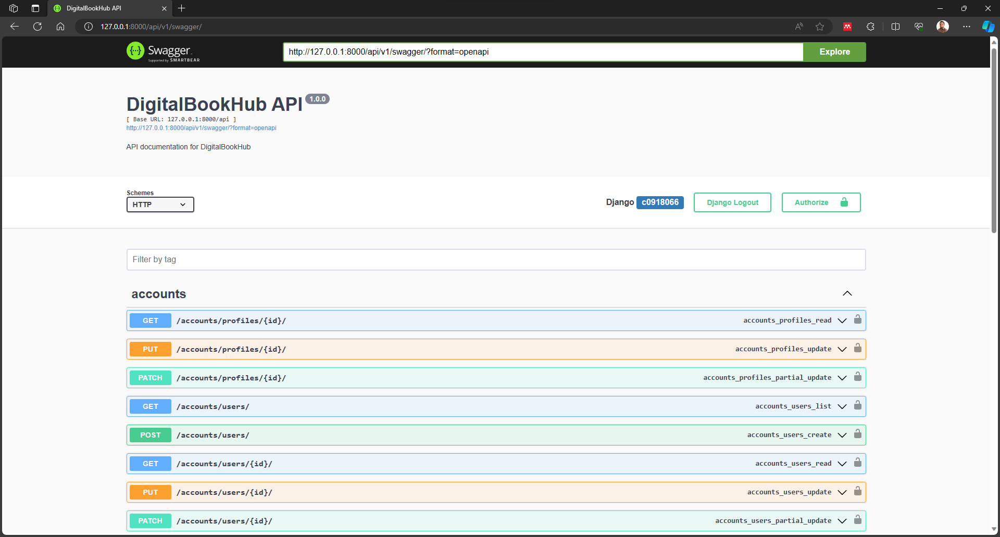 DigitalBookHub API
127.0.0.1:8000/api/v1/swagger/
Swagger
Supported by SMARTBEAR
http://127.0.0.1:8000/api/v1/swagger/?format=openapi
Explore
DigitalBookHub API 1.0.0
[ Base URL: 127.0.0.1:8000/api ]
http://127.0.0.1:8000/api/v1/swagger/?format=openapi
API documentation for DigitalBookHub
Schemes
HTTP
Django c0918066
Django Logout
Authorize
Filter by tag
accounts
GET /accounts/profiles/{id}/ accounts_profiles_read
PUT /accounts/profiles/{id}/ accounts_profiles_update
PATCH /accounts/profiles/{id}/ accounts_profiles_partial_update
GET /accounts/users/ accounts_users_list
POST /accounts/users/ accounts_users_create
GET /accounts/users/{id}/ accounts_users_read
PUT /accounts/users/{id}/ accounts_users_update
PATCH /accounts/users/{id}/ accounts_users_partial_update